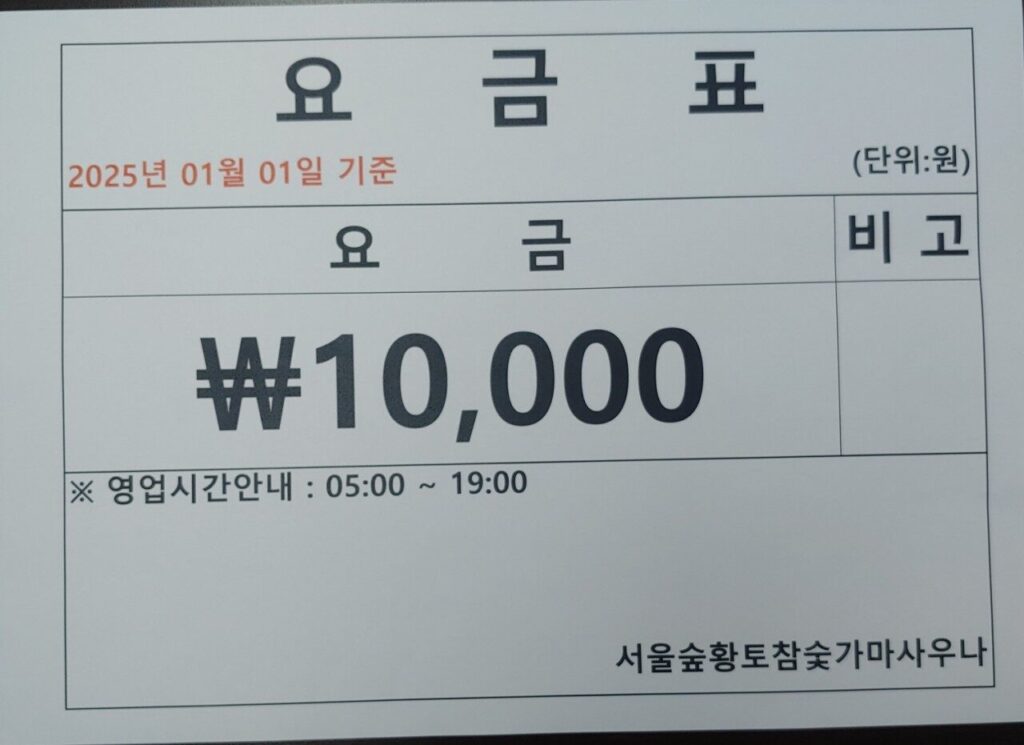 요 금 표
2025년 01월 01일 기준 (단위:원)
요 금 비 고
₩10,000
※ 영업시간안내 : 05:00 ~ 19:00
서울숲황토참숯가마사우나